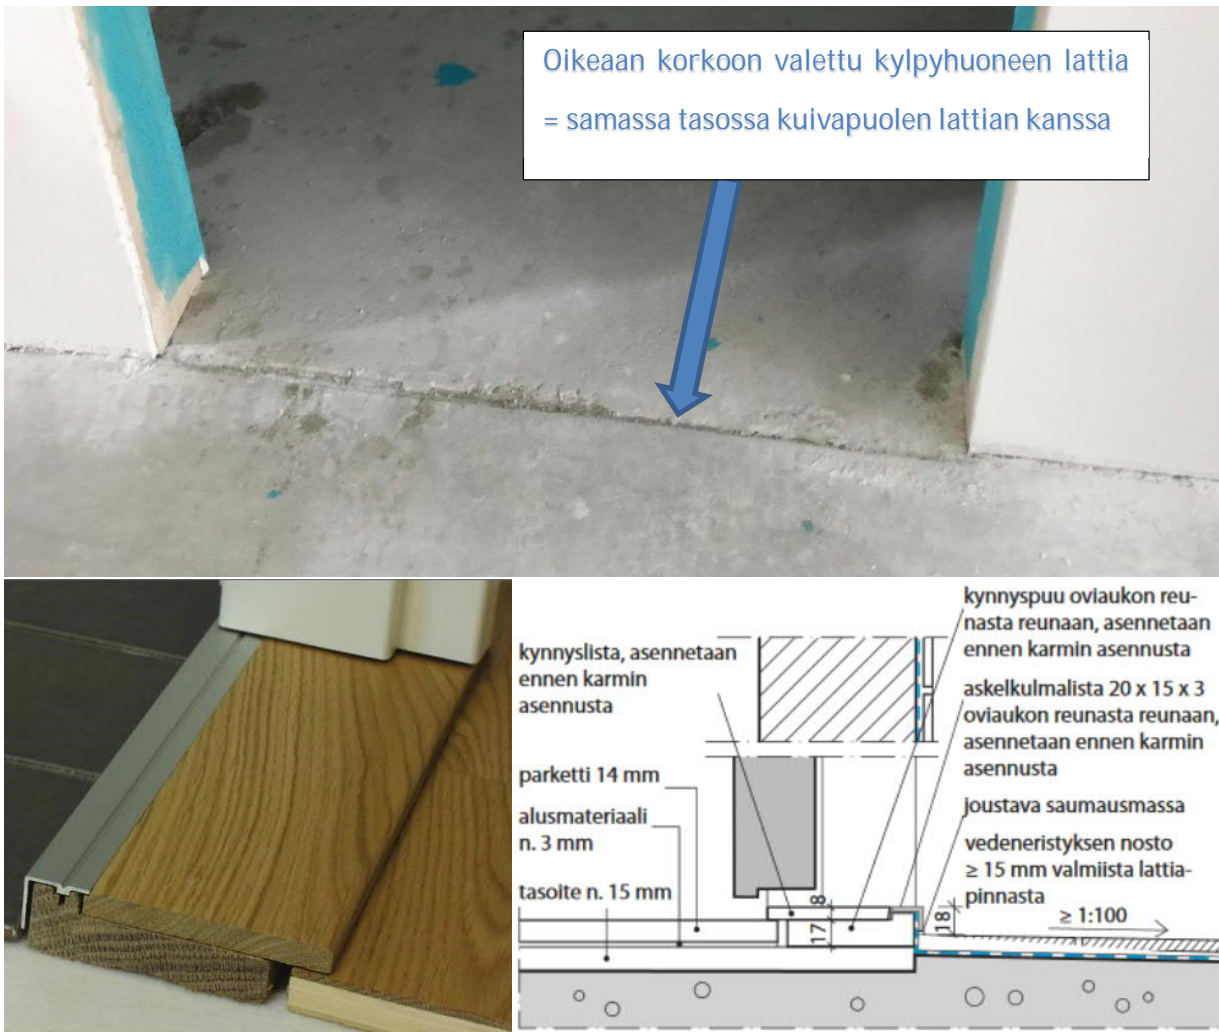 Oikeaan korkoon valettu kylpyhuoneen lattia
= samassa tasossa kuivapuolen lattian kanssa
kynnyslista, asennetaan
ennen karmin
asennusta
parketti 14 mm
alusmateriaali
n. 3 mm
tasoite n. 15 mm
kynnyspuu oviaukon reu-
nasta reunaan, asennetaan
ennen karmin asennusta
askelkulmalista 20 x 15 x 3
oviaukon reunasta reunaan,
asennetaan ennen karmin
asennusta
joustava saumausmassa
vedeneristyksen nosto
≥ 15 mm valmiista lattia-
pinnasta
8
17
18
≥ 1:100